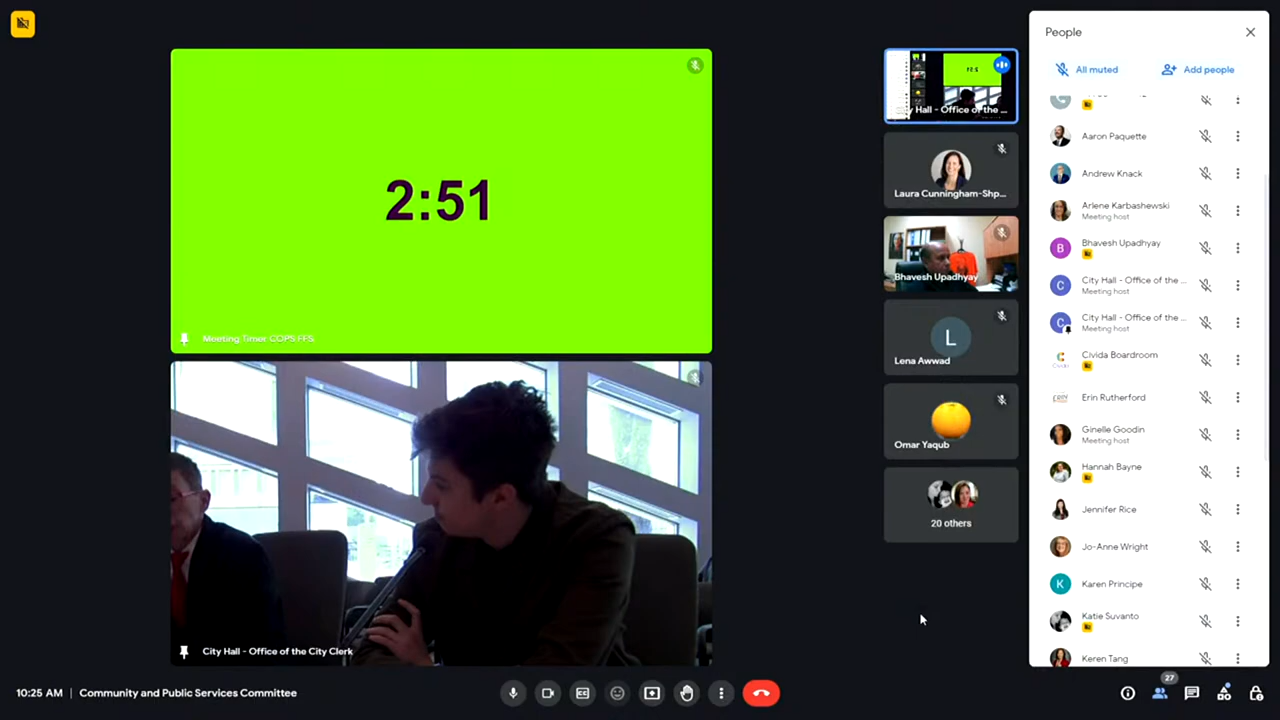 2:51
Meeting Timer COPS FFS
City Hall - Office of the City Clerk
y Hall - Office of the ...
Laura Cunningham-Shp...
Bhavesh Upadhyay
L
Lena Awwad
Omar Yaqub
20 others
People
All muted
Add people
Aaron Paquette
Andrew Knack
Arlene Karbashewski
Meeting host
B
Bhavesh Upadhyay
C
City Hall - Office of the ...
Meeting host
C
City Hall - Office of the ...
Meeting host
Civida Boardroom
Erin Rutherford
Ginelle Goodin
Meeting host
Hannah Bayne
Jennifer Rice
Jo-Anne Wright
K
Karen Principe
Katie Suvanto
Keren Tang
10:25 AM | Community and Public Services Committee
27